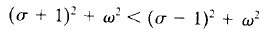 (σ + 1)² + ω² < (σ − 1)² + ω²